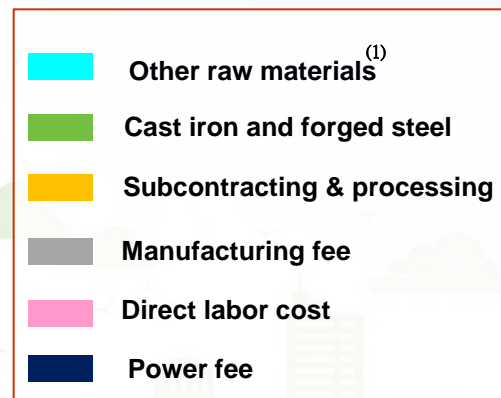 Other raw materials⁽¹⁾
Cast iron and forged steel
Subcontracting & processing
Manufacturing fee
Direct labor cost
Power fee